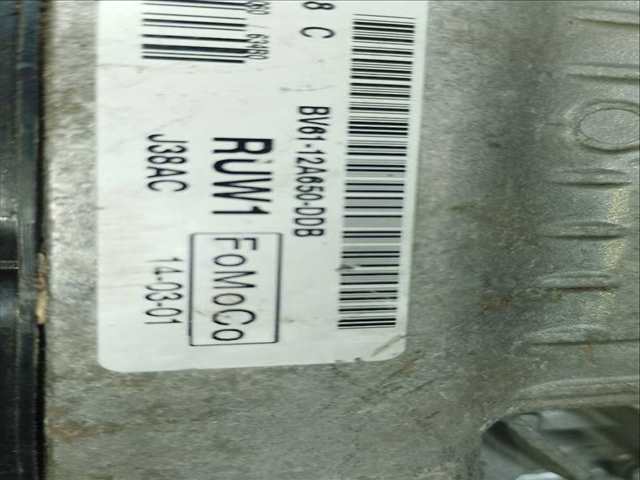 8 C
BV61-12A650-DDB
RUW1
FoMoCo
J38AC
14-03-01